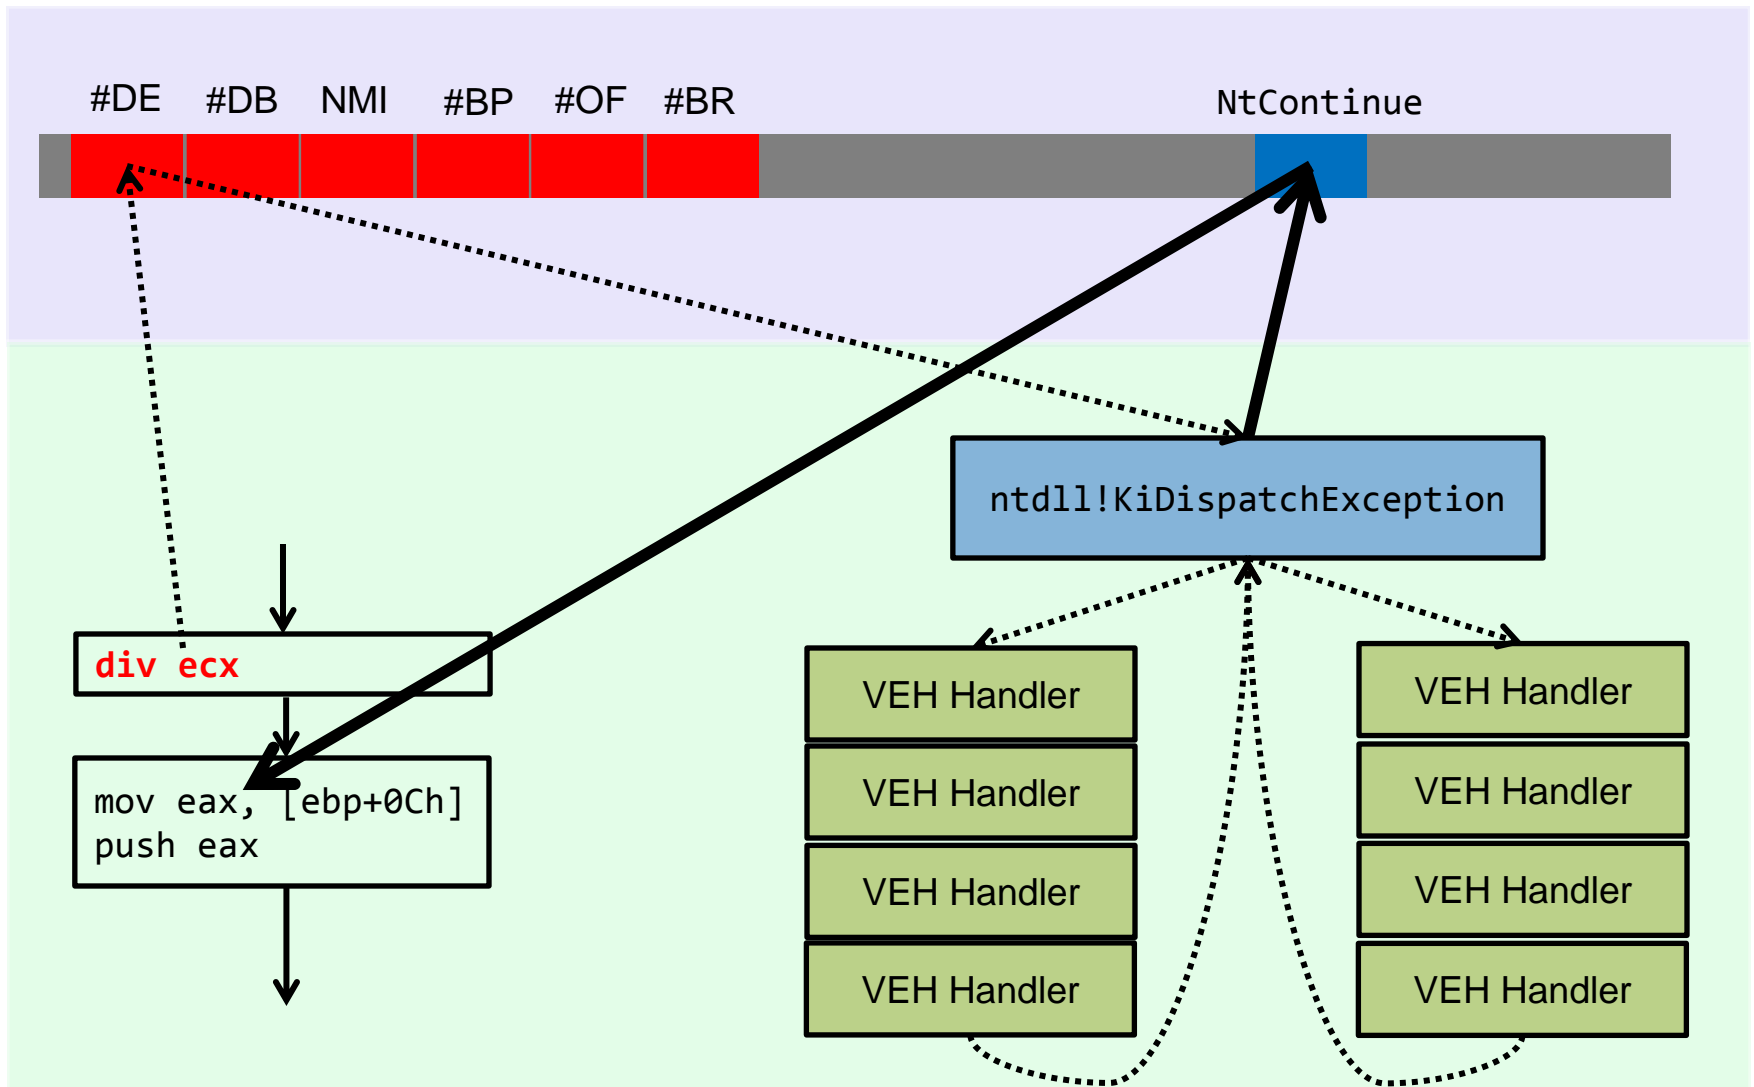 #DE #DB NMI #BP #OF #BR NtContinue
ntdll!KiDispatchException
div ecx
mov eax, [ebp+0Ch]
push eax
VEH Handler
VEH Handler
VEH Handler
VEH Handler
VEH Handler
VEH Handler
VEH Handler
VEH Handler